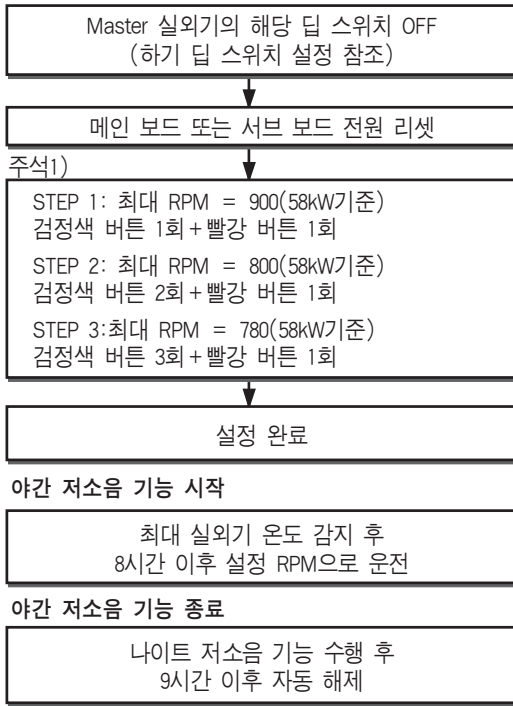 Master 실외기의 해당 딥 스위치 OFF
(하기 딥 스위치 설정 참조)
메인 보드 또는 서브 보드 전원 리셋
주석1)
STEP 1: 최대 RPM = 900(58kW기준)
검정색 버튼 1회+빨강 버튼 1회
STEP 2: 최대 RPM = 800(58kW기준)
검정색 버튼 2회+빨강 버튼 1회
STEP 3:최대 RPM = 780(58kW기준)
검정색 버튼 3회+빨강 버튼 1회
설정 완료
야간 저소음 기능 시작
최대 실외기 온도 감지 후
8시간 이후 설정 RPM으로 운전
야간 저소음 기능 종료
나이트 저소음 기능 수행 후
9시간 이후 자동 해제